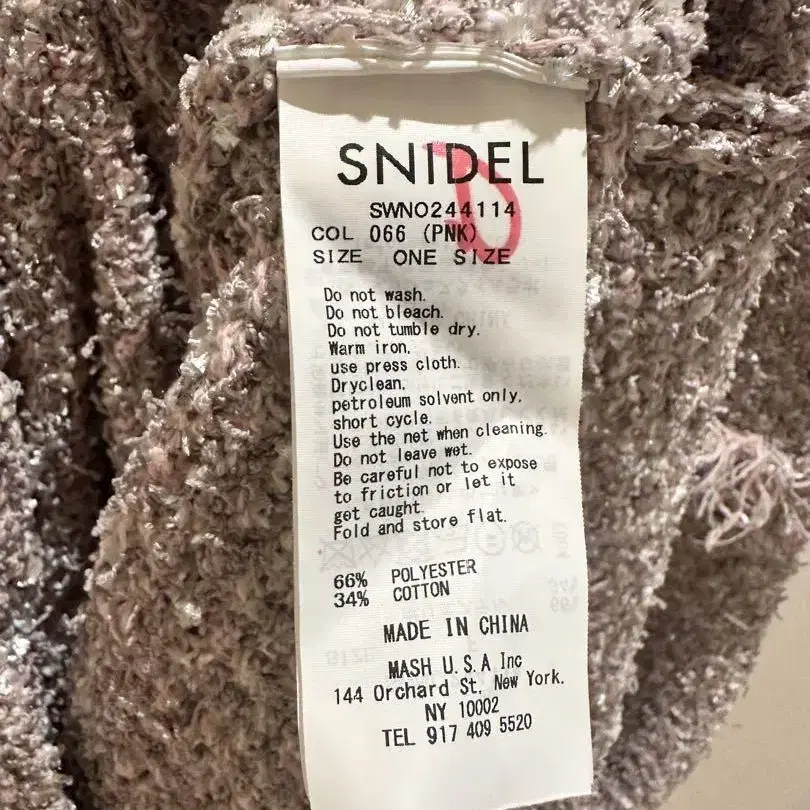 SNIDEL
SWNO244114
COL 066 (PNK)
SIZE ONE SIZE
Do not wash.
Do not bleach.
Do not tumble dry.
Warm iron.
use press cloth.
Dryclean.
petroleum solvent only.
short cycle.
Use the net when cleaning.
Do not leave wet.
Be careful not to expose
to friction or let it
get caught.
Fold and store flat.
66% POLYESTER
34% COTTON
MADE IN CHINA
MASH U.S.A Inc
144 Orchard St. New York.
NY 10002
TEL 917 409 5520